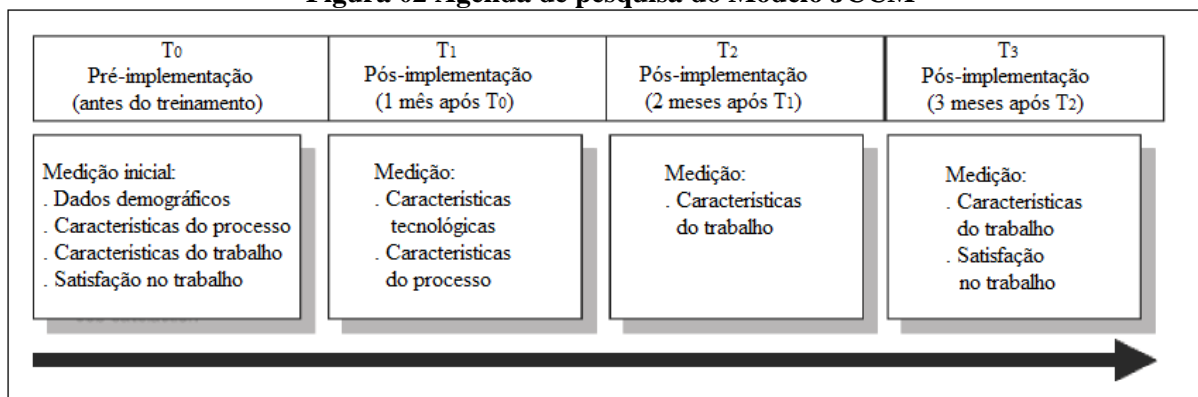 Figura 02 Agenda de pesquisa do Modelo JCCM
T0
Pré-implementação
(antes do treinamento)
T1
Pós-implementação
(1 mês após T0)
T2
Pós-implementação
(2 meses após T1)
T3
Pós-implementação
(3 meses após T2)
Medição inicial:
. Dados demográficos
. Características do processo
. Características do trabalho
. Satisfação no trabalho
Medição:
. Características
tecnológicas
. Caracteristicas
do processo
Medição:
. Características
do trabalho
Medição:
. Características
do trabalho
. Satisfação
no trabalho